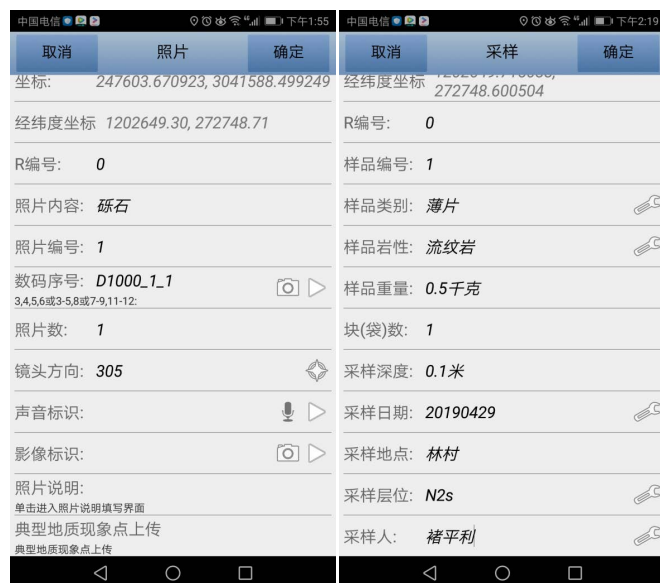 中国电信 下午1:55
取消 照片 确定
坐标: 247603.670923, 3041588.499249
经纬度坐标 1202649.30, 272748.71
R编号: 0
照片内容: 砾石
照片编号: 1
数码序号: D1000_1_1
3,4,5,6或3-5,8或7-9,11-12:
照片数: 1
镜头方向: 305
声音标识:
影像标识:
照片说明:
单击进入照片说明填写界面
典型地质现象点上传
典型地质现象点上传
中国电信 下午2:19
取消 采样 确定
经纬度坐标
272748.600504
R编号: 0
样品编号: 1
样品类别: 薄片
样品岩性: 流纹岩
样品重量: 0.5千克
块(袋)数: 1
采样深度: 0.1米
采样日期: 20190429
采样地点: 林村
采样层位: N2s
采样人: 褚平利